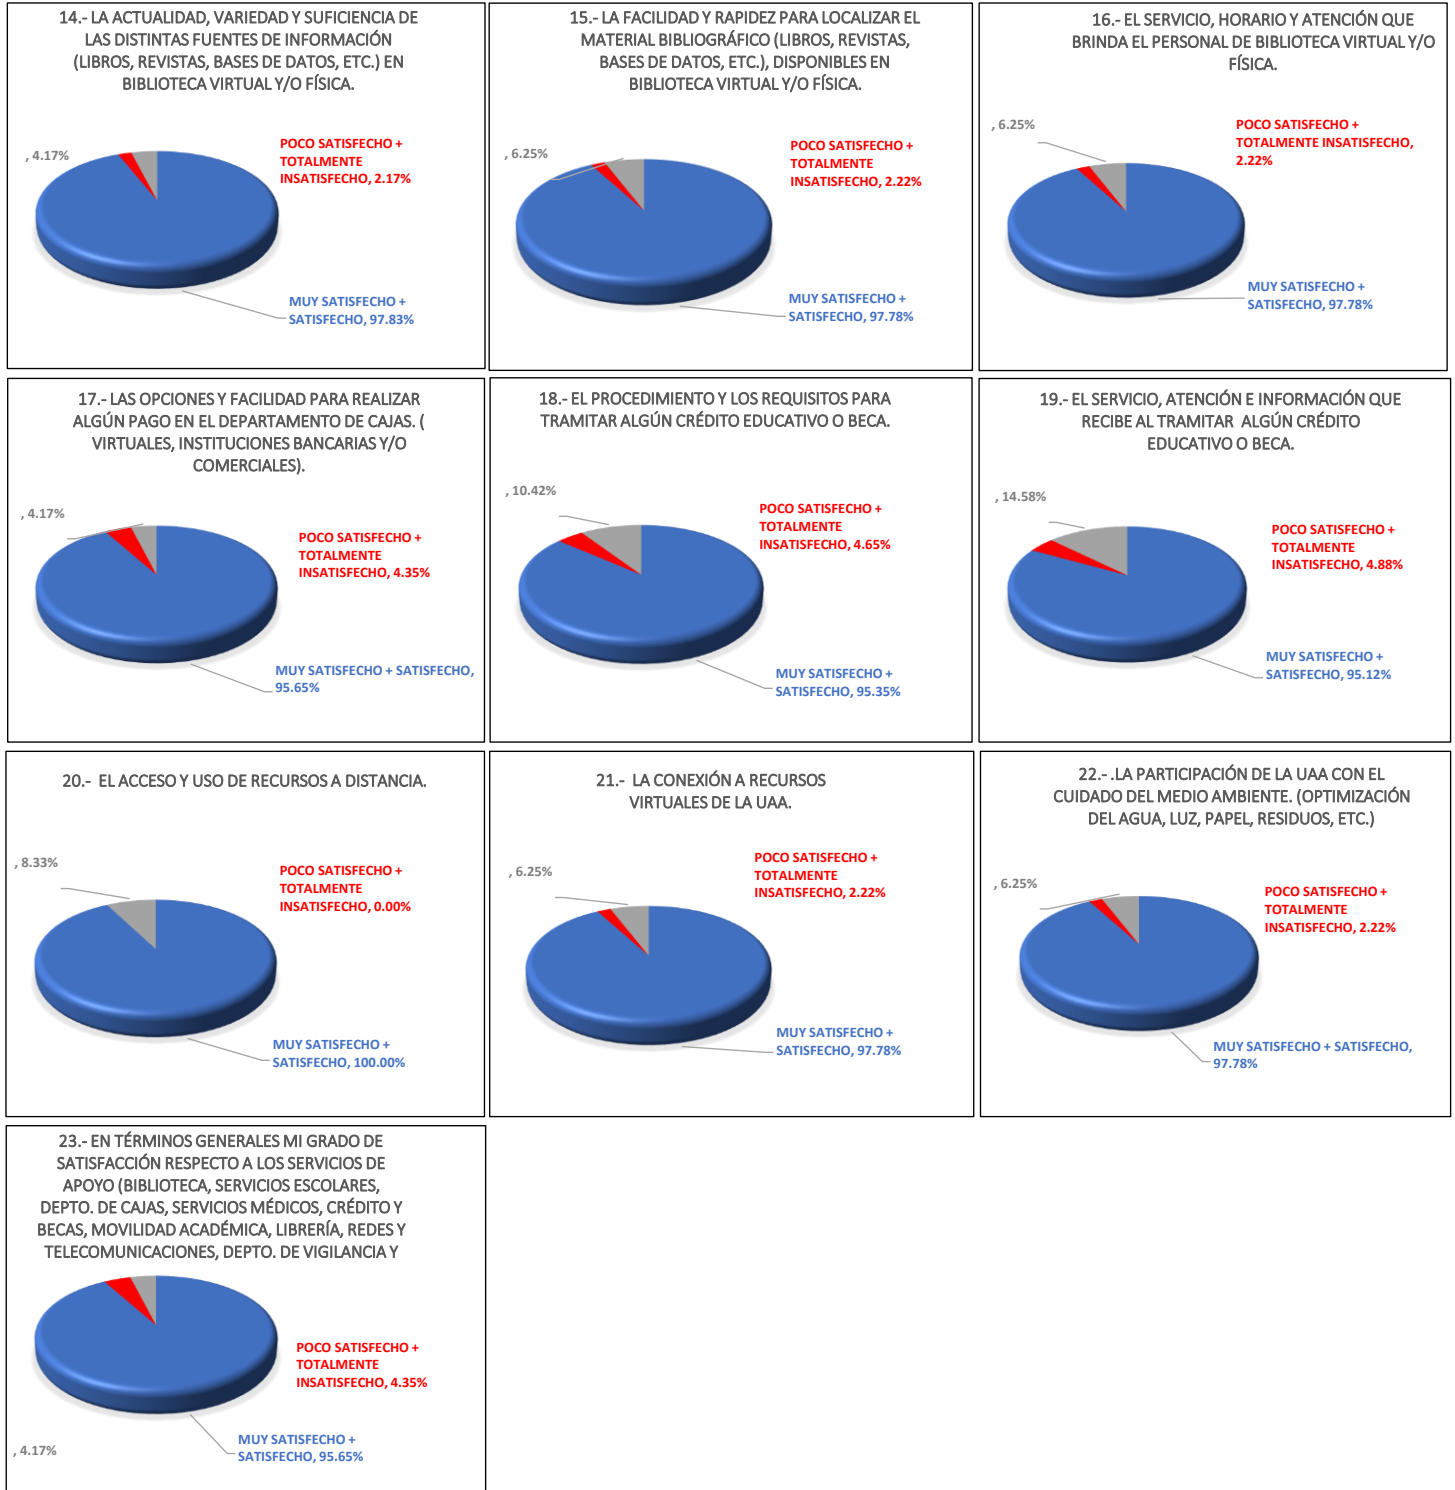 14.- LA ACTUALIDAD, VARIEDAD Y SUFICIENCIA DE
LAS DISTINTAS FUENTES DE INFORMACIÓN
(LIBROS, REVISTAS, BASES DE DATOS, ETC.) EN
BIBLIOTECA VIRTUAL Y/O FÍSICA.
, 4.17%
POCO SATISFECHO +
TOTALMENTE
INSATISFECHO, 2.17%
MUY SATISFECHO +
SATISFECHO, 97.83%
15.- LA FACILIDAD Y RAPIDEZ PARA LOCALIZAR EL
MATERIAL BIBLIOGRÁFICO (LIBROS, REVISTAS,
BASES DE DATOS, ETC.), DISPONIBLES EN
BIBLIOTECA VIRTUAL Y/O FÍSICA.
, 6.25%
POCO SATISFECHO +
TOTALMENTE
INSATISFECHO, 2.22%
MUY SATISFECHO +
SATISFECHO, 97.78%
16.- EL SERVICIO, HORARIO Y ATENCIÓN QUE
BRINDA EL PERSONAL DE BIBLIOTECA VIRTUAL Y/O
FÍSICA.
, 6.25%
POCO SATISFECHO +
TOTALMENTE INSATISFECHO,
2.22%
MUY SATISFECHO +
SATISFECHO, 97.78%
17.- LAS OPCIONES Y FACILIDAD PARA REALIZAR
ALGÚN PAGO EN EL DEPARTAMENTO DE CAJAS. (
VIRTUALES, INSTITUCIONES BANCARIAS Y/O
COMERCIALES).
, 4.17%
POCO SATISFECHO +
TOTALMENTE
INSATISFECHO, 4.35%
MUY SATISFECHO + SATISFECHO,
95.65%
18.- EL PROCEDIMIENTO Y LOS REQUISITOS PARA
TRAMITAR ALGÚN CRÉDITO EDUCATIVO O BECA.
, 10.42%
POCO SATISFECHO +
TOTALMENTE
INSATISFECHO, 4.65%
MUY SATISFECHO +
SATISFECHO, 95.35%
19.- EL SERVICIO, ATENCIÓN E INFORMACIÓN QUE
RECIBE AL TRAMITAR ALGÚN CRÉDITO
EDUCATIVO O BECA.
, 14.58%
POCO SATISFECHO +
TOTALMENTE
INSATISFECHO, 4.88%
MUY SATISFECHO +
SATISFECHO, 95.12%
20.- EL ACCESO Y USO DE RECURSOS A DISTANCIA.
, 8.33%
POCO SATISFECHO +
TOTALMENTE
INSATISFECHO, 0.00%
MUY SATISFECHO +
SATISFECHO, 100.00%
21.- LA CONEXIÓN A RECURSOS
VIRTUALES DE LA UAA.
, 6.25%
POCO SATISFECHO +
TOTALMENTE
INSATISFECHO, 2.22%
MUY SATISFECHO +
SATISFECHO, 97.78%
22.- .LA PARTICIPACIÓN DE LA UAA CON EL
CUIDADO DEL MEDIO AMBIENTE. (OPTIMIZACIÓN
DEL AGUA, LUZ, PAPEL, RESIDUOS, ETC.)
, 6.25%
POCO SATISFECHO +
TOTALMENTE
INSATISFECHO, 2.22%
MUY SATISFECHO + SATISFECHO,
97.78%
23.- EN TÉRMINOS GENERALES MI GRADO DE
SATISFACCIÓN RESPECTO A LOS SERVICIOS DE
APOYO (BIBLIOTECA, SERVICIOS ESCOLARES,
DEPTO. DE CAJAS, SERVICIOS MÉDICOS, CRÉDITO Y
BECAS, MOVILIDAD ACADÉMICA, LIBRERÍA, REDES Y
TELECOMUNICACIONES, DEPTO. DE VIGILANCIA Y
POCO SATISFECHO +
TOTALMENTE
INSATISFECHO, 4.35%
MUY SATISFECHO +
SATISFECHO, 95.65%
, 4.17%